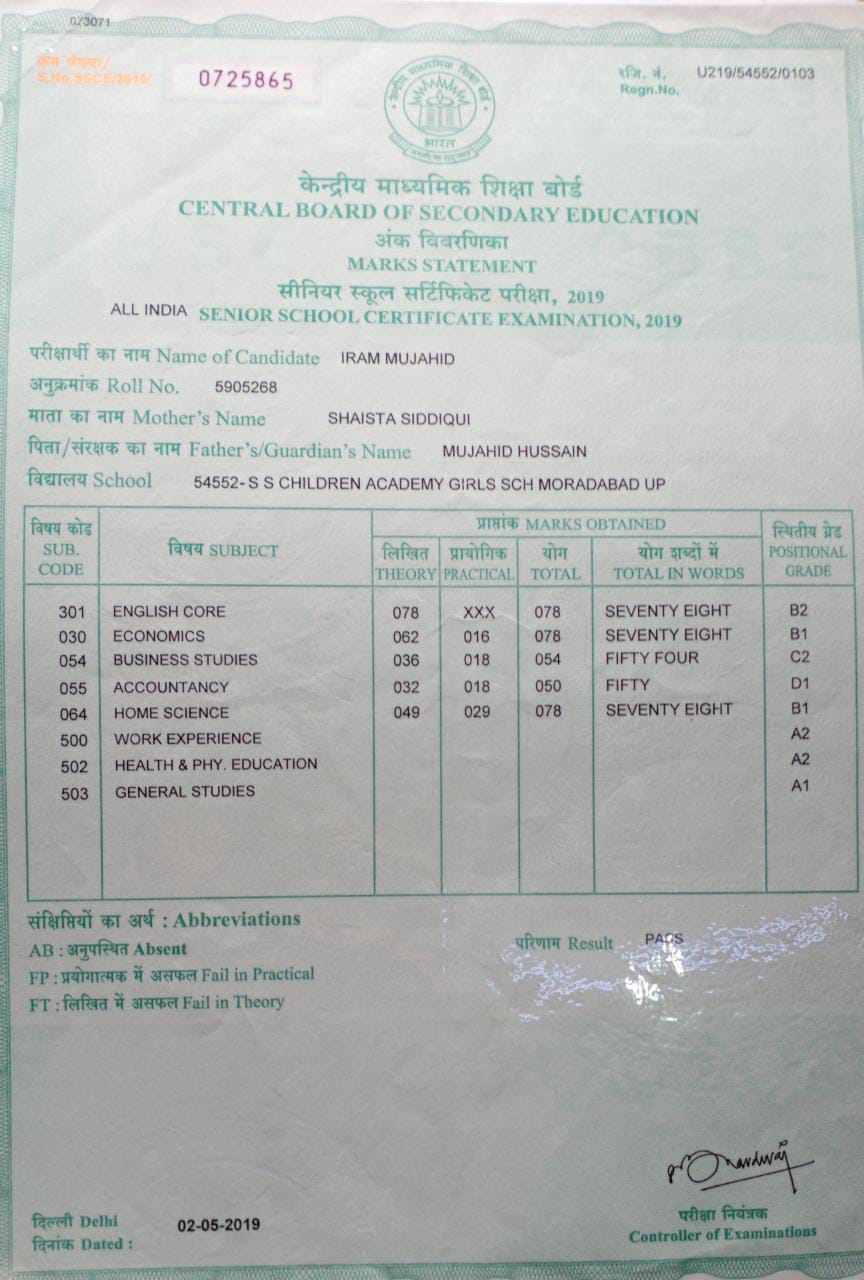 073071
क्रम संख्या/
S.No.SSCE/2019/ 0725865
रजि. नं. U219/54552/0103
Regn.No.
केन्द्रीय माध्यमिक शिक्षा बोर्ड
भारत
केन्द्रीय माध्यमिक शिक्षा बोर्ड
CENTRAL BOARD OF SECONDARY EDUCATION
अंक विवरणिका
MARKS STATEMENT
सीनियर स्कूल सर्टिफिकेट परीक्षा, 2019
ALL INDIA SENIOR SCHOOL CERTIFICATE EXAMINATION, 2019
परीक्षार्थी का नाम Name of Candidate IRAM MUJAHID
अनुक्रमांक Roll No. 5905268
माता का नाम Mother's Name SHAISTA SIDDIQUI
पिता/संरक्षक का नाम Father's/Guardian's Name MUJAHID HUSSAIN
विद्यालय School 54552- S S CHILDREN ACADEMY GIRLS SCH MORADABAD UP
विषय कोड SUB. CODE विषय SUBJECT प्राप्तांक MARKS OBTAINED स्थितीय ग्रेड POSITIONAL GRADE
लिखित THEORY प्रायोगिक PRACTICAL योग TOTAL योग शब्दों में TOTAL IN WORDS
301 ENGLISH CORE 078 XXX 078 SEVENTY EIGHT B2
030 ECONOMICS 062 016 078 SEVENTY EIGHT B1
054 BUSINESS STUDIES 036 018 054 FIFTY FOUR C2
055 ACCOUNTANCY 032 018 050 FIFTY D1
064 HOME SCIENCE 049 029 078 SEVENTY EIGHT B1
500 WORK EXPERIENCE A2
502 HEALTH & PHY. EDUCATION A2
503 GENERAL STUDIES A1
संक्षिप्तियों का अर्थ : Abbreviations
AB : अनुपस्थित Absent
परिणाम Result PASS
FP : प्रयोगात्मक में असफल Fail in Practical
FT : लिखित में असफल Fail in Theory
दिल्ली Delhi
दिनांक Dated : 02-05-2019
परीक्षा नियंत्रक
Controller of Examinations